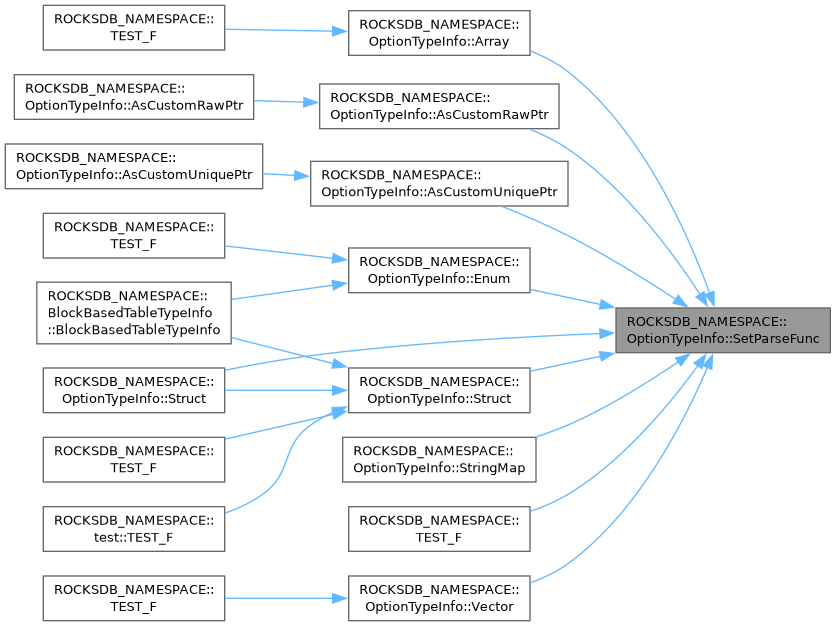 ROCKSDB_NAMESPACE::
TEST_F
ROCKSDB_NAMESPACE::
OptionTypeInfo::Array
ROCKSDB_NAMESPACE::
OptionTypeInfo::AsCustomRawPtr
ROCKSDB_NAMESPACE::
OptionTypeInfo::AsCustomRawPtr
ROCKSDB_NAMESPACE::
OptionTypeInfo::AsCustomUniquePtr
ROCKSDB_NAMESPACE::
OptionTypeInfo::AsCustomUniquePtr
ROCKSDB_NAMESPACE::
TEST_F
ROCKSDB_NAMESPACE::
OptionTypeInfo::Enum
ROCKSDB_NAMESPACE::
BlockBasedTableTypeInfo
::BlockBasedTableTypeInfo
ROCKSDB_NAMESPACE::
OptionTypeInfo::SetParseFunc
ROCKSDB_NAMESPACE::
OptionTypeInfo::Struct
ROCKSDB_NAMESPACE::
OptionTypeInfo::Struct
ROCKSDB_NAMESPACE::
TEST_F
ROCKSDB_NAMESPACE::
OptionTypeInfo::StringMap
ROCKSDB_NAMESPACE::
test::TEST_F
ROCKSDB_NAMESPACE::
TEST_F
ROCKSDB_NAMESPACE::
TEST_F
ROCKSDB_NAMESPACE::
OptionTypeInfo::Vector